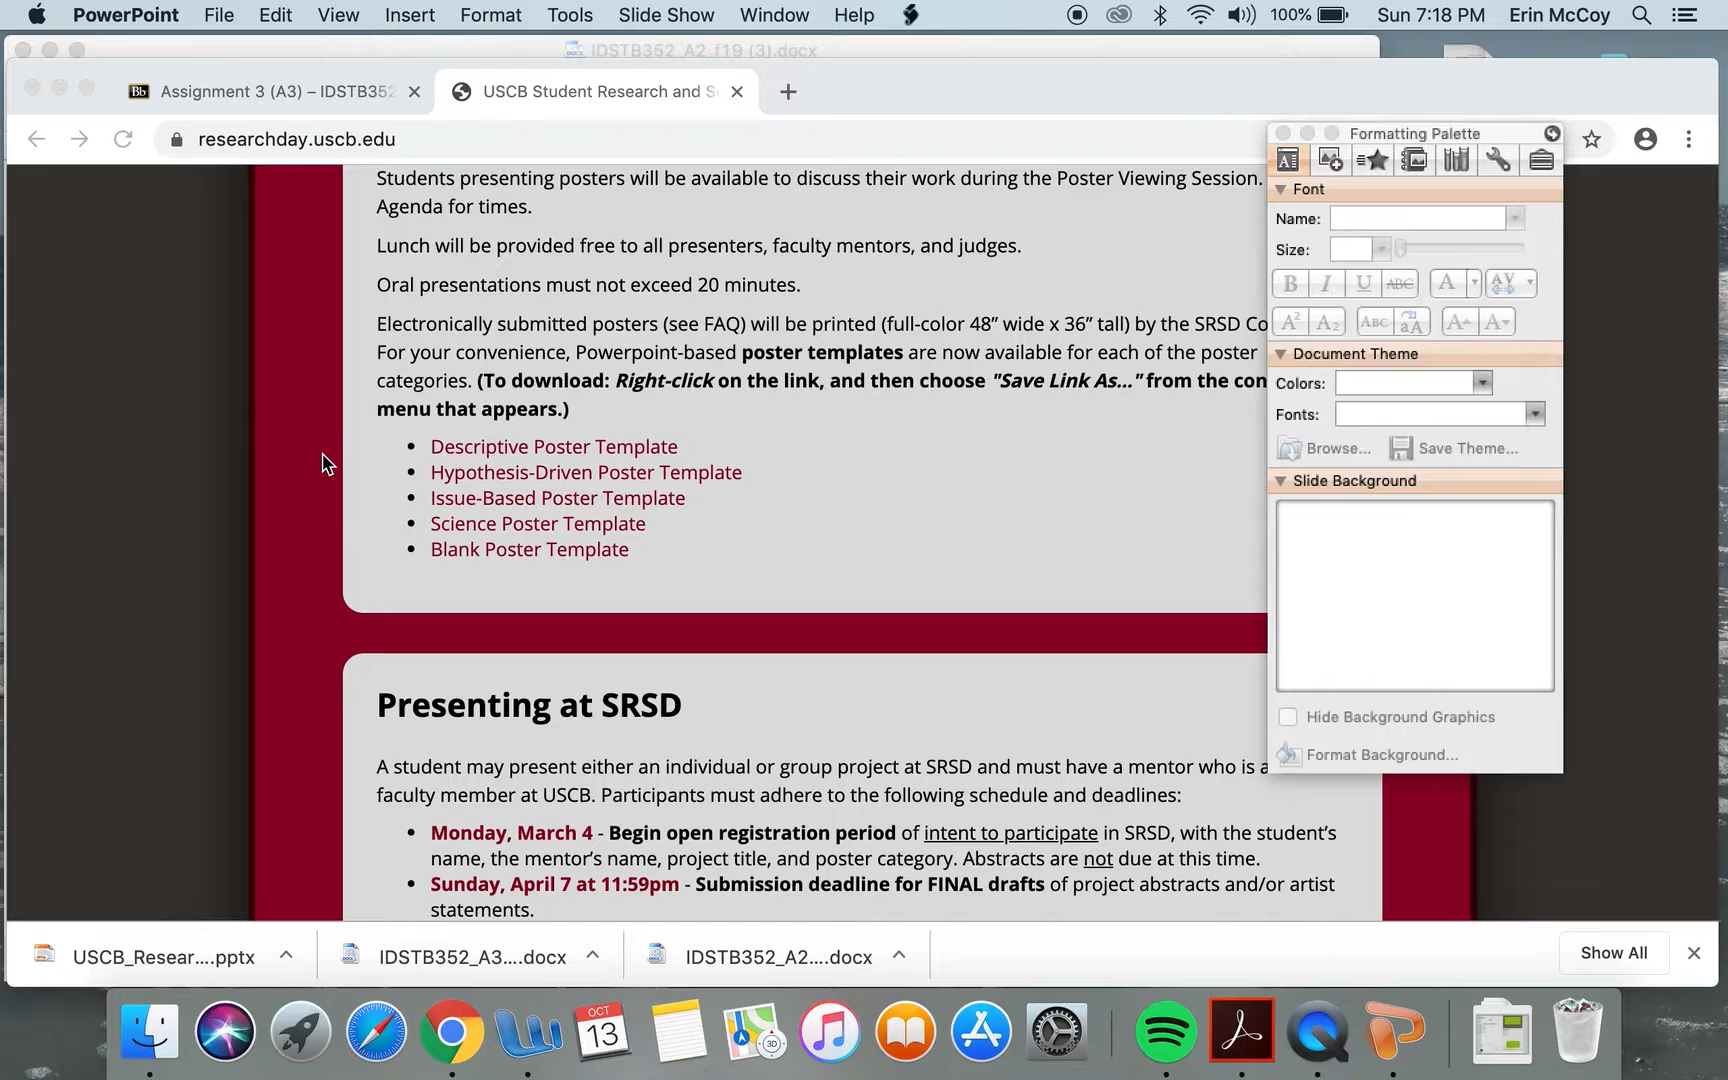 PowerPoint File Edit View Insert Format Tools Slide Show Window Help 100% Sun 7:18 PM Erin McCoy
IDSTB352_A2_f19 (3).docx
Bb Assignment 3 (A3) – IDSTB352 USCB Student Research and S
researchday.uscb.edu
Students presenting posters will be available to discuss their work during the Poster Viewing Session.
Agenda for times.
Lunch will be provided free to all presenters, faculty mentors, and judges.
Oral presentations must not exceed 20 minutes.
Electronically submitted posters (see FAQ) will be printed (full-color 48” wide x 36” tall) by the SRSD Co
For your convenience, Powerpoint-based poster templates are now available for each of the poster
categories. (To download: Right-click on the link, and then choose "Save Link As..." from the con
menu that appears.)
• Descriptive Poster Template
• Hypothesis-Driven Poster Template
• Issue-Based Poster Template
• Science Poster Template
• Blank Poster Template
Presenting at SRSD
A student may present either an individual or group project at SRSD and must have a mentor who is a
faculty member at USCB. Participants must adhere to the following schedule and deadlines:
• Monday, March 4 - Begin open registration period of intent to participate in SRSD, with the student’s
name, the mentor’s name, project title, and poster category. Abstracts are not due at this time.
• Sunday, April 7 at 11:59pm - Submission deadline for FINAL drafts of project abstracts and/or artist
statements.
Formatting Palette
Font
Name:
Size:
B I U ABC A AV
A2 A2 ABC aA A A
Document Theme
Colors:
Fonts:
Browse... Save Theme...
Slide Background
Hide Background Graphics
Format Background...
USCB_Resear....pptx IDSTB352_A3....docx IDSTB352_A2....docx Show All
OCT
13
3D